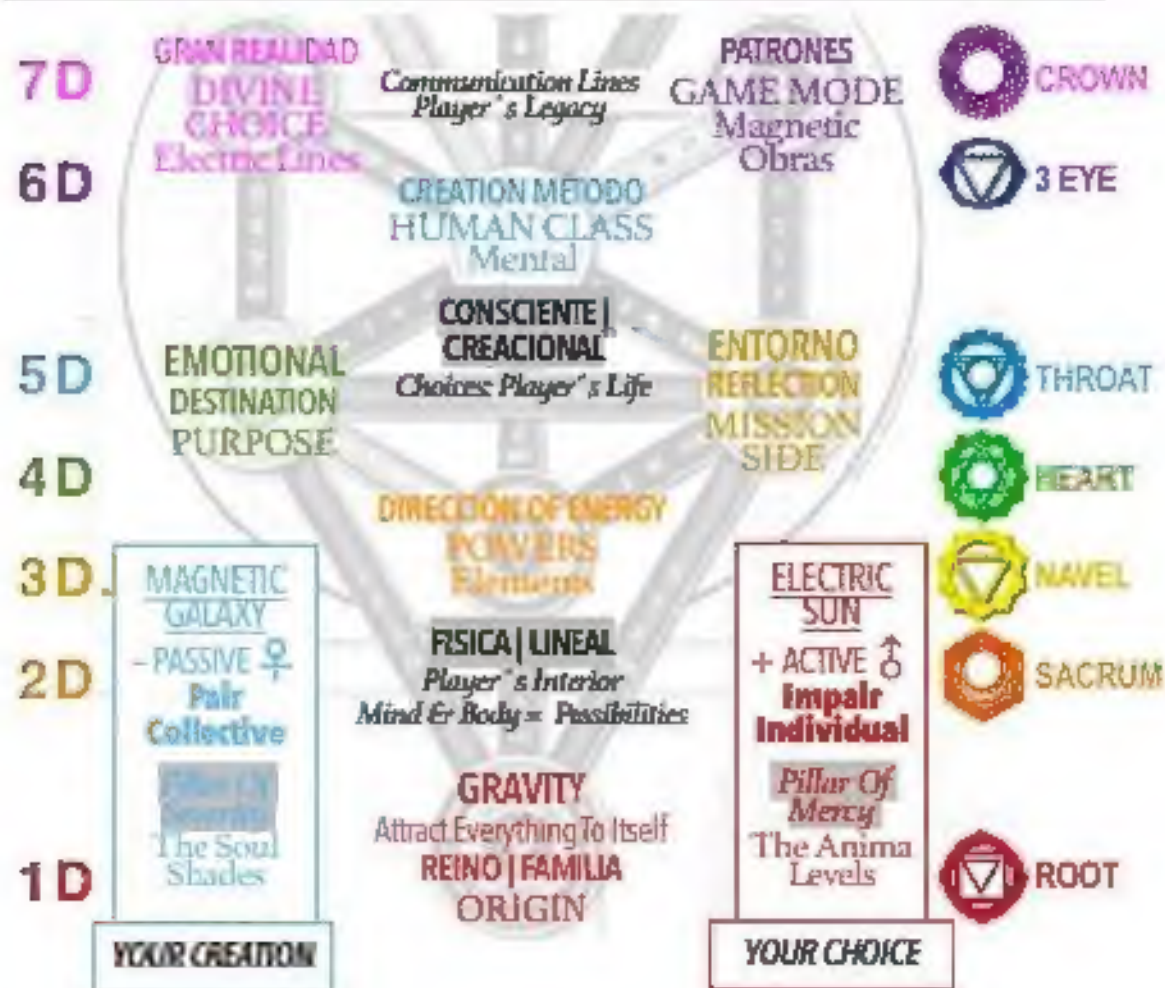 7D
GRAN REALIDAD
DIVINE
CHOICE
Electric Lines
Communication Lines
Player´s Legacy
PATRONES
GAME MODE
Magnetic
Obras
CROWN
6D
CREATION METODO
HUMAN CLASS
Mental
3 EYE
CONSCIENTE |
CREACIONAL
Choices: Player´s Life
5D
EMOTIONAL
DESTINATION
PURPOSE
ENTORNO
REFLECTION
MISSION
SIDE
THROAT
4D
DIRECCION OF ENERGY
POWERS
Elements
HEART
3D
MAGNETIC
GALAXY
- PASSIVE ♀
Pair
Collective
The Soul
Shades
YOUR CREATION
ELECTRIC
SUN
+ ACTIVE ♂
Impair
Individual
Pillar Of
Mercy
The Anima
Levels
YOUR CHOICE
NAVEL
2D
FISICA | LINEAL
Player´s Interior
Mind & Body = Possibilities
SACRUM
GRAVITY
Attract Everything To Itself
REINO | FAMILIA
ORIGIN
1D
ROOT